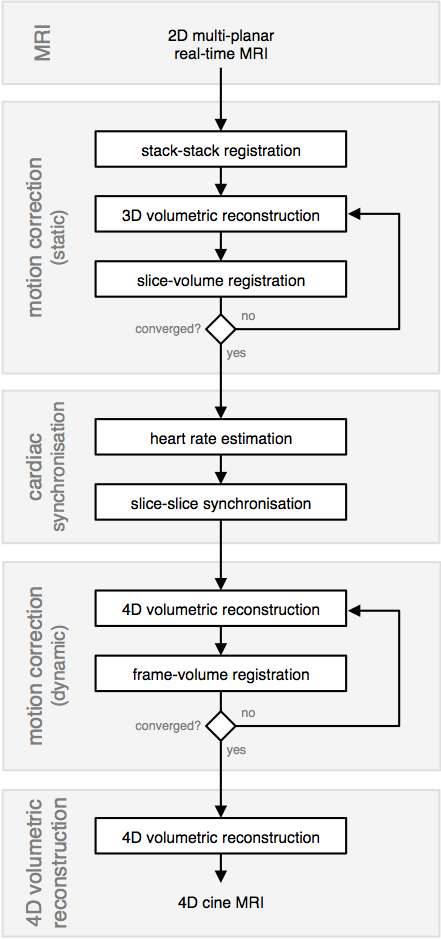 MRI
2D multi-planar
real-time MRI
motion correction
(static)
stack-stack registration
3D volumetric reconstruction
slice-volume registration
converged?
no
yes
cardiac
synchronisation
heart rate estimation
slice-slice synchronisation
motion correction
(dynamic)
4D volumetric reconstruction
frame-volume registration
converged?
no
yes
4D volumetric
reconstruction
4D volumetric reconstruction
4D cine MRI